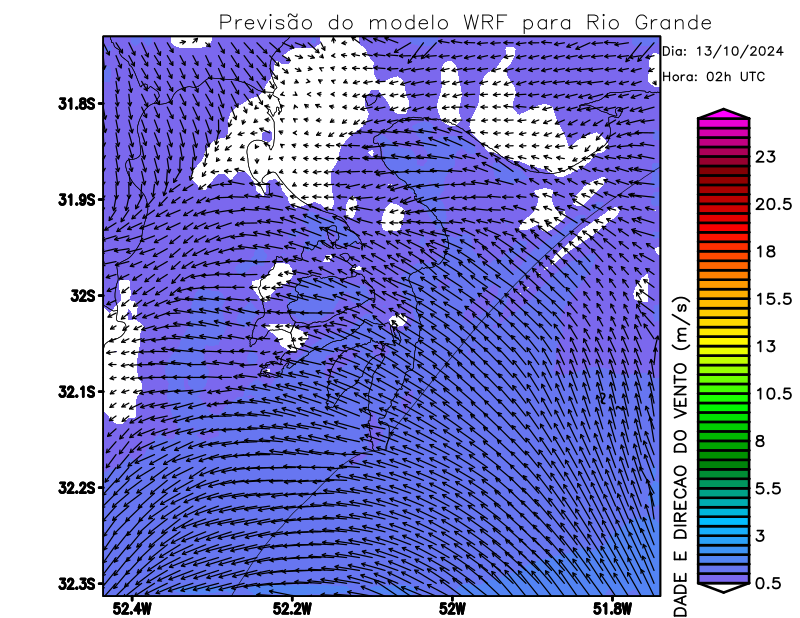 Previsão do modelo WRF para Rio Grande
Dia: 13/10/2024
Hora: 02h UTC
31.8S
31.9S
32S
32.1S
32.2S
32.3S
52.4W
52.2W
52W
51.8W
23
20.5
18
15.5
13
10.5
8
5.5
3
0.5
DADE E DIRECAO DO VENTO (m/s)